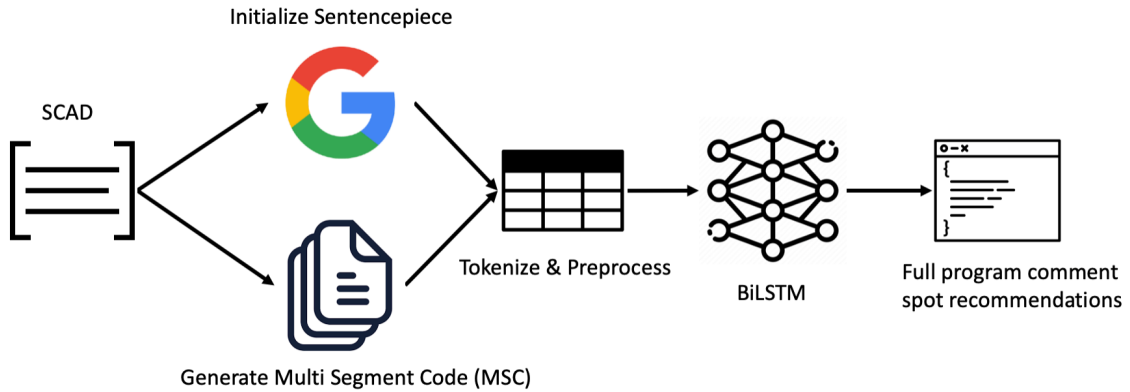 Initialize Sentencepiece
SCAD
Tokenize & Preprocess
BiLSTM
Full program comment
spot recommendations
Generate Multi Segment Code (MSC)